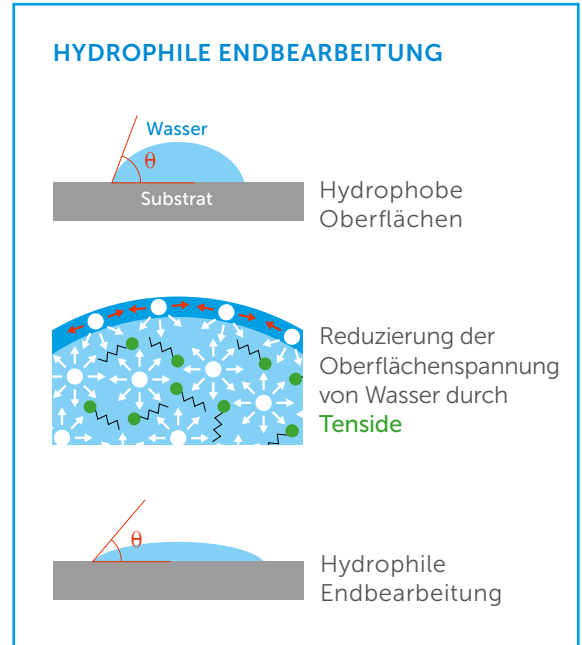 HYDROPHILE ENDBEARBEITUNG
Wasser
θ
Substrat
Hydrophobe
Oberflächen
Reduzierung der
Oberflächenspannung
von Wasser durch
Tenside
θ
Hydrophile
Endbearbeitung